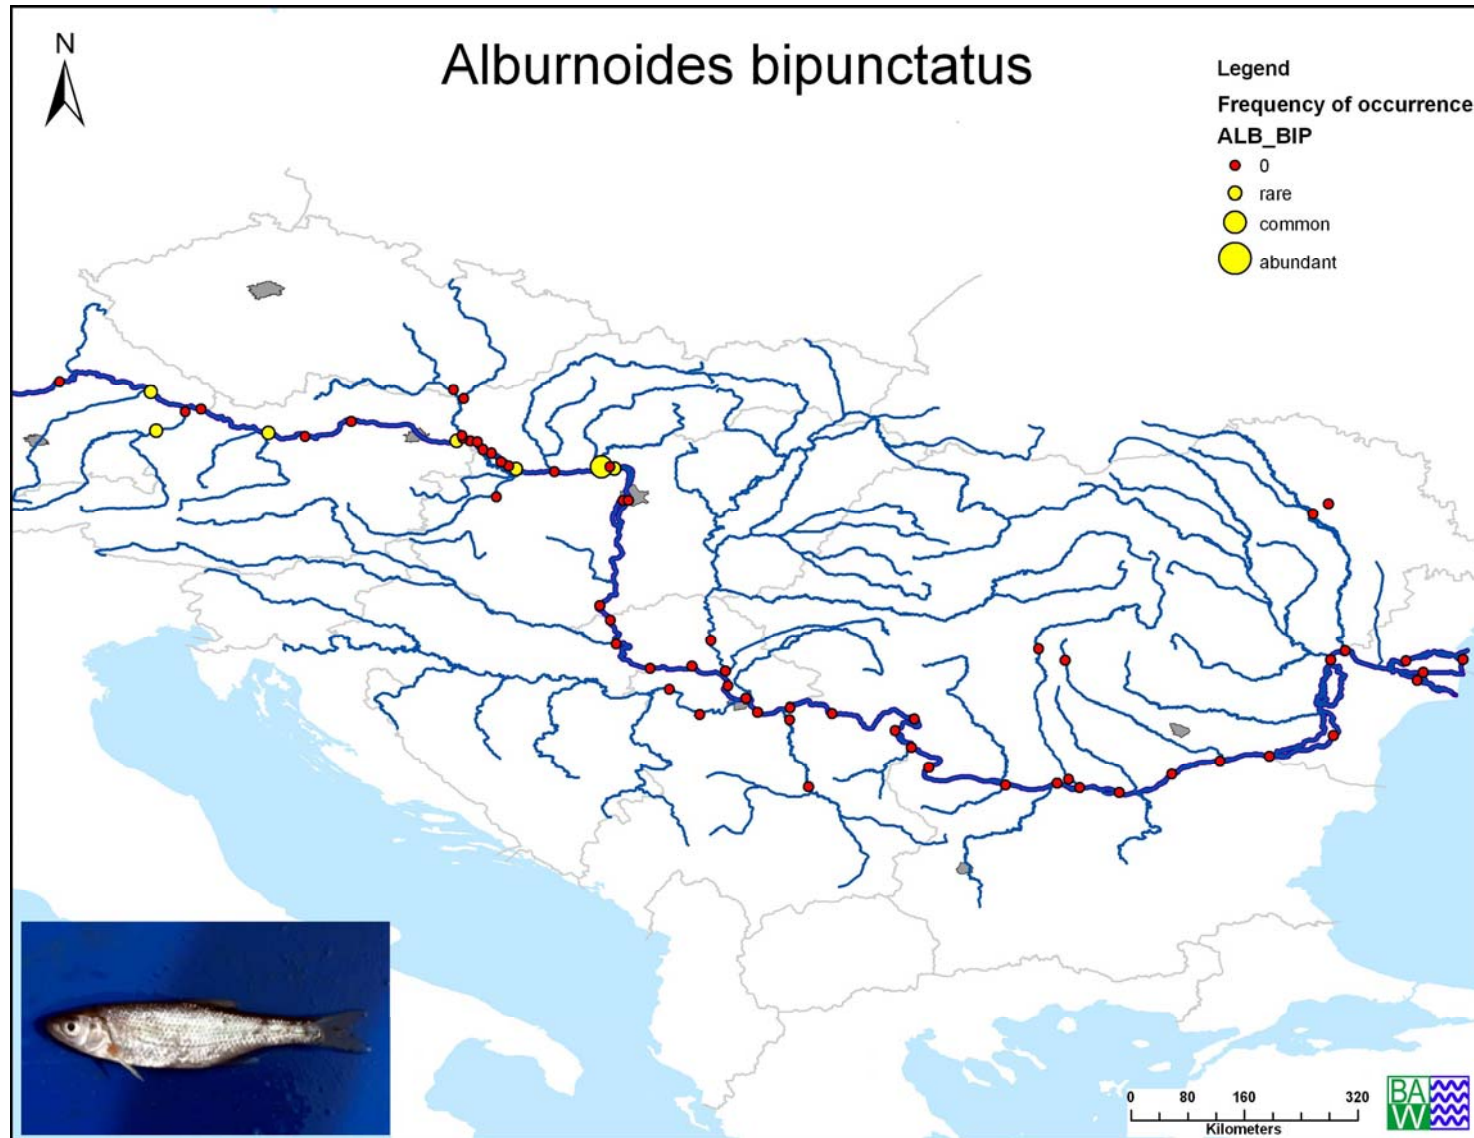 N
Alburnoides bipunctatus
Legend
Frequency of occurrence
ALB_BIP
0
rare
common
abundant
0 80 160 320
Kilometers
BA
W